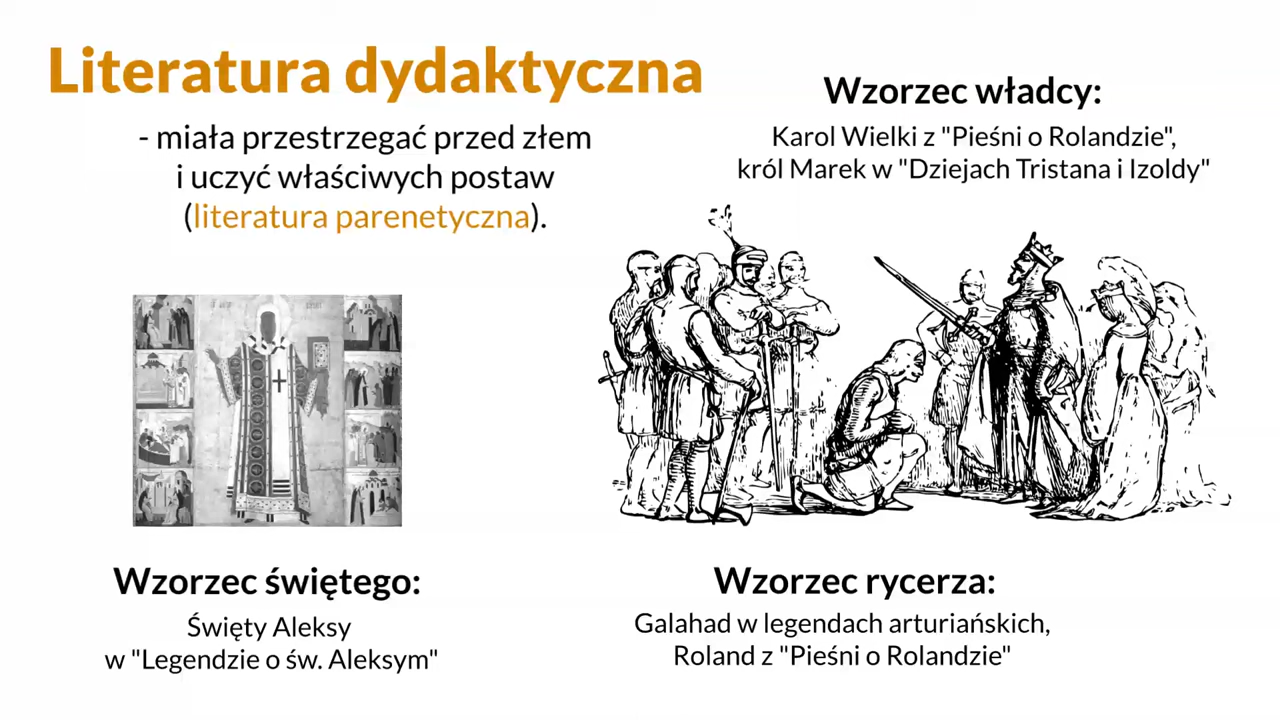 Literatura dydaktyczna
- miała przestrzegać przed złem
i uczyć właściwych postaw
(literatura parenetyczna).
Wzorzec władcy:
Karol Wielki z "Pieśni o Rolandzie",
król Marek w "Dziejach Tristana i Izoldy"
Wzorzec świętego:
Święty Aleksy
w "Legendzie o św. Aleksym"
Wzorzec rycerza:
Galahad w legendach arturiańskich,
Roland z "Pieśni o Rolandzie"